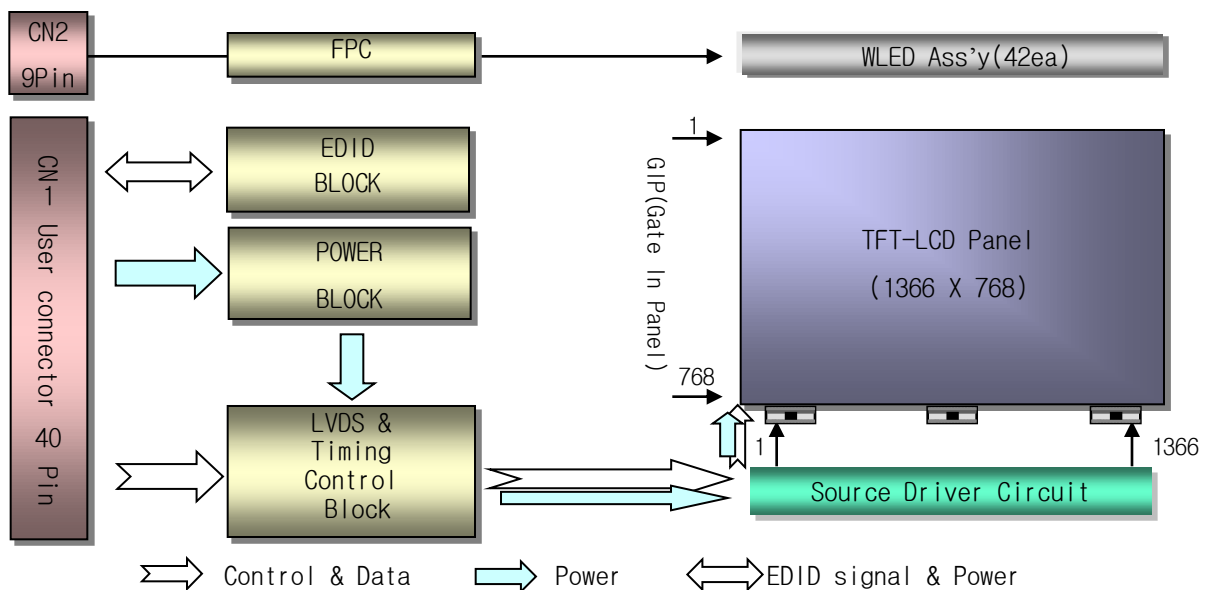 CN2
9Pin
FPC
WLED Ass’y(42ea)
CN-1 User connector 40 Pin
EDID
BLOCK
POWER
BLOCK
LVDS &
Timing
Control
Block
GIP(Gate In Panel)
1
768
TFT-LCD Panel
(1366 X 768)
1
1366
Source Driver Circuit
Control & Data
Power
EDID signal & Power